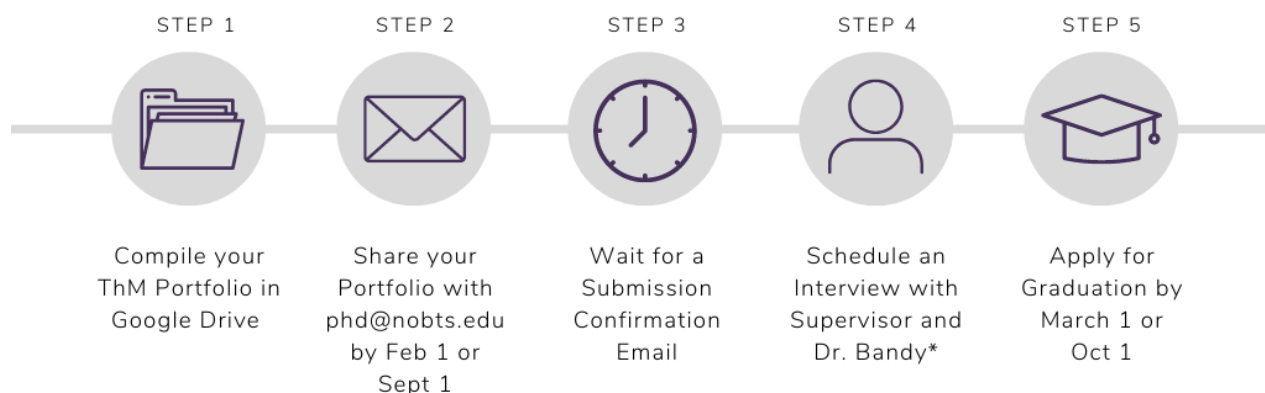 STEP 1
Compile your
ThM Portfolio in
Google Drive
STEP 2
Share your
Portfolio with
phd@nobts.edu
by Feb 1 or
Sept 1
STEP 3
Wait for a
Submission
Confirmation
Email
STEP 4
Schedule an
Interview with
Supervisor and
Dr. Bandy*
STEP 5
Apply for
Graduation by
March 1 or
Oct 1